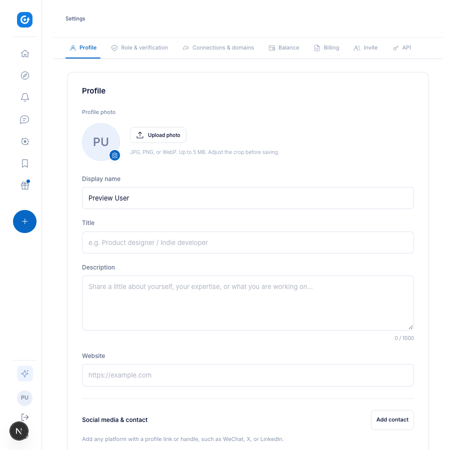 Settings
Profile
Role & verification
Connections & domains
Balance
Billing
Invite
API
Profile
Profile photo
PU
Upload photo
JPG, PNG, or WebP. Up to 5 MB. Adjust the crop before saving.
Display name
Preview User
Title
e.g. Product designer / Indie developer
Description
Share a little about yourself, your expertise, or what you are working on...
0 / 1000
Website
https://example.com
Social media & contact
Add contact
Add any platform with a profile link or handle, such as WeChat, X, or LinkedIn.
PU
N